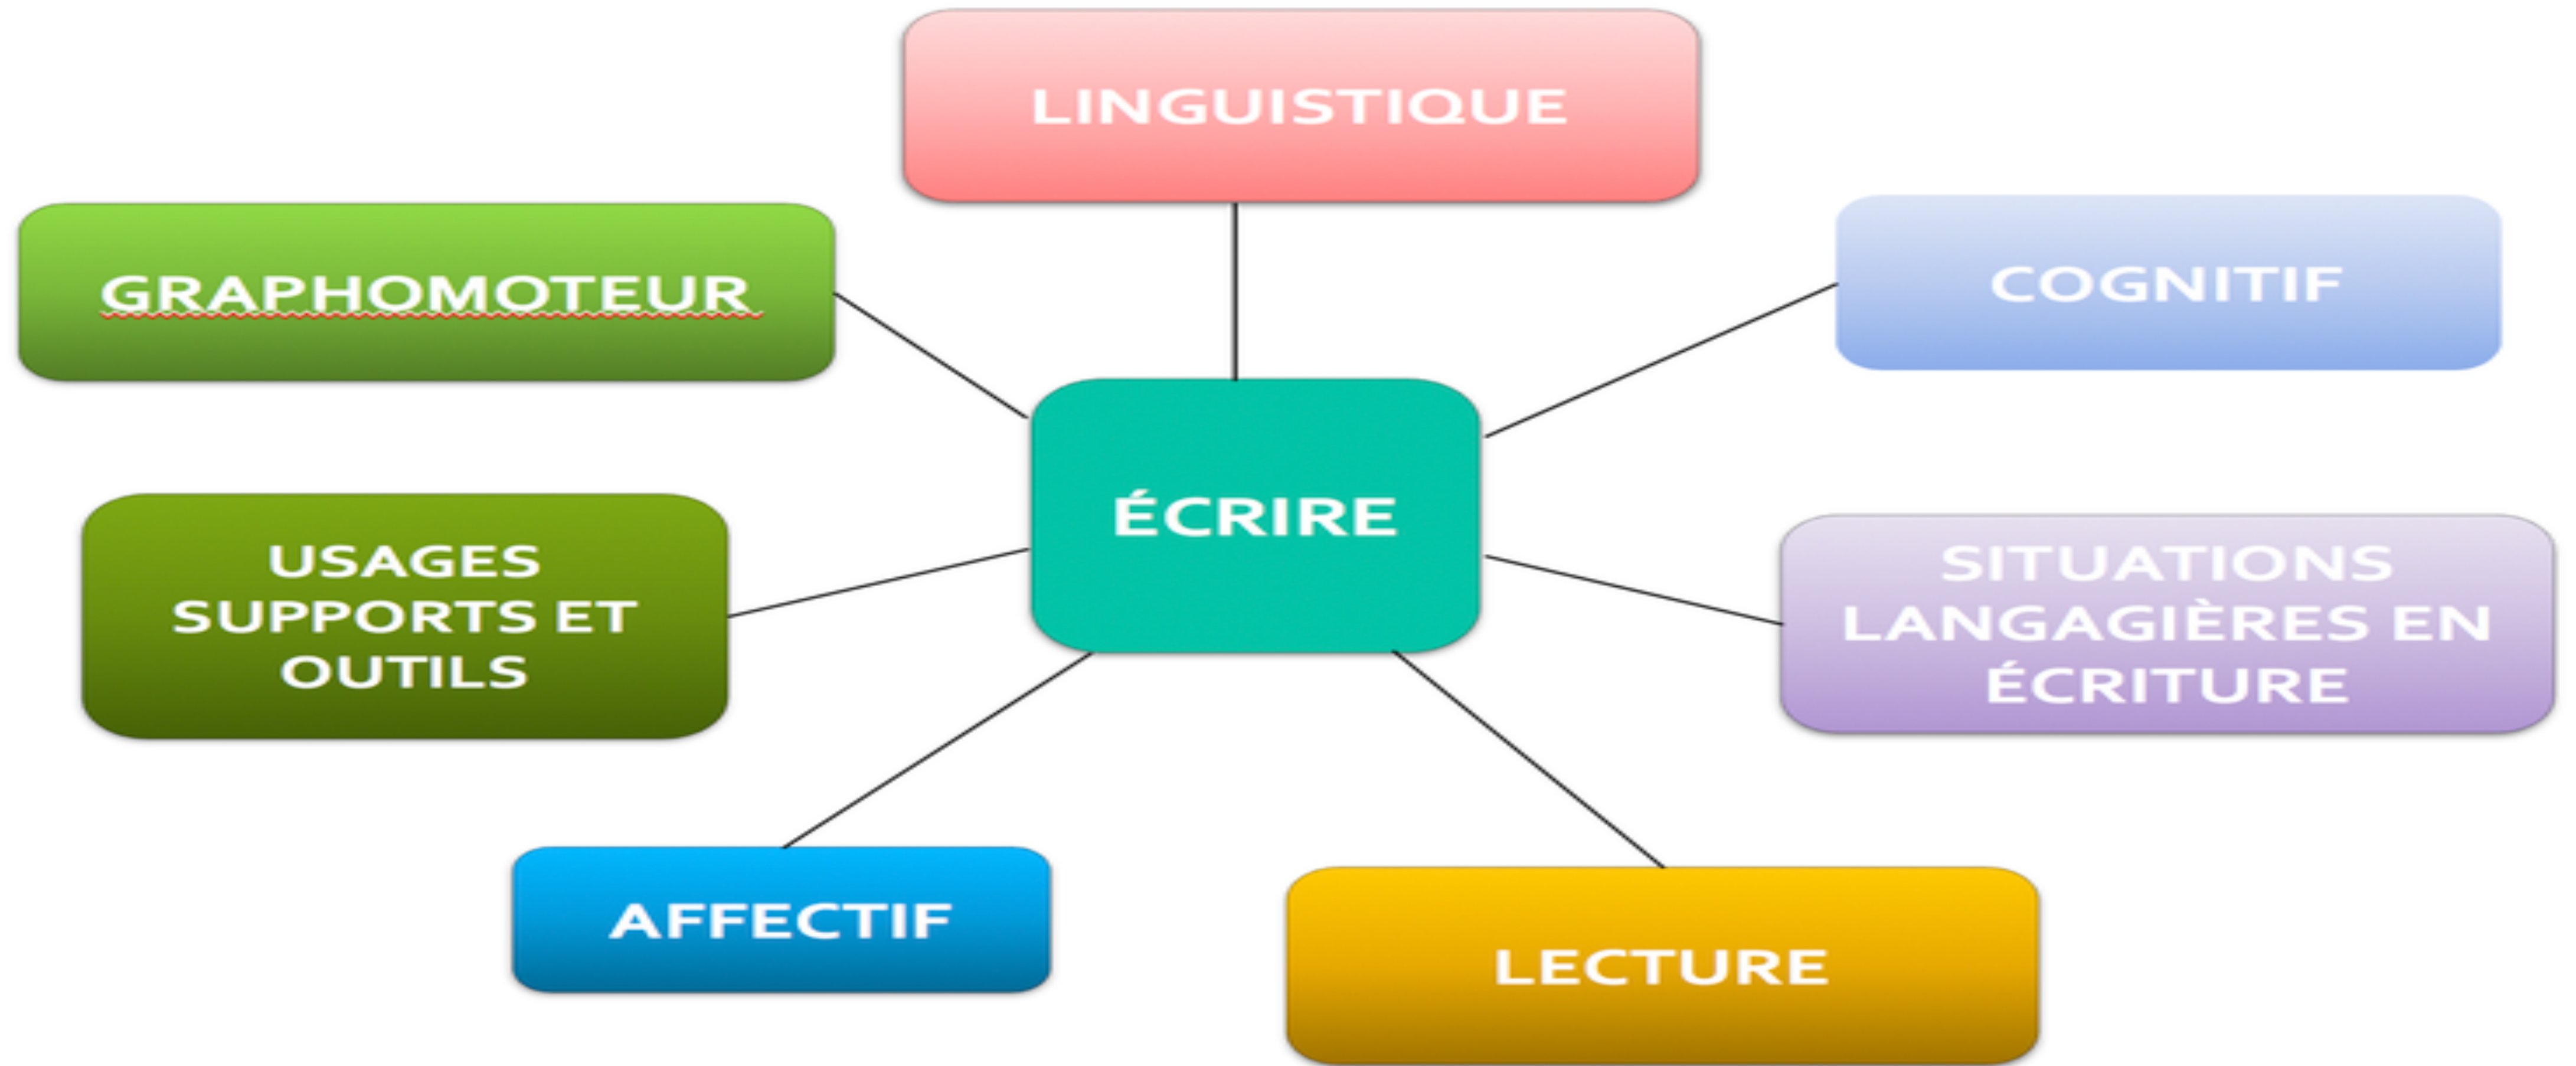 LINGUISTIQUE
GRAPHOMOTEUR
COGNITIF
ÉCRIRE
USAGES
SUPPORTS ET
OUTILS
SITUATIONS
LANGAGIÈRES EN
ÉCRITURE
AFFECTIF
LECTURE